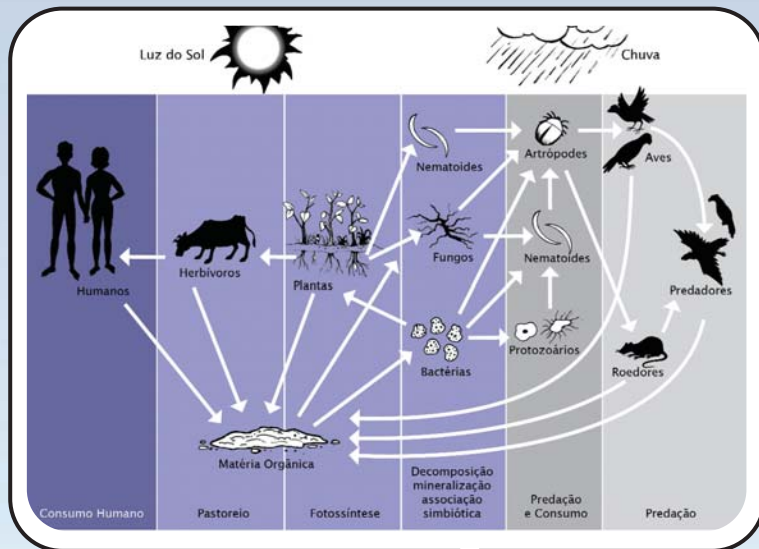 Luz do Sol
Chuva
Nematoides
Artrópodes
Aves
Humanos
Herbívoros
Plantas
Fungos
Nematoides
Predadores
Bactérias
Protozoários
Roedores
Matéria Orgânica
Consumo Humano
Pastoreio
Fotossíntese
Decomposição
mineralização
associação
simbiótica
Predação
e Consumo
Predação